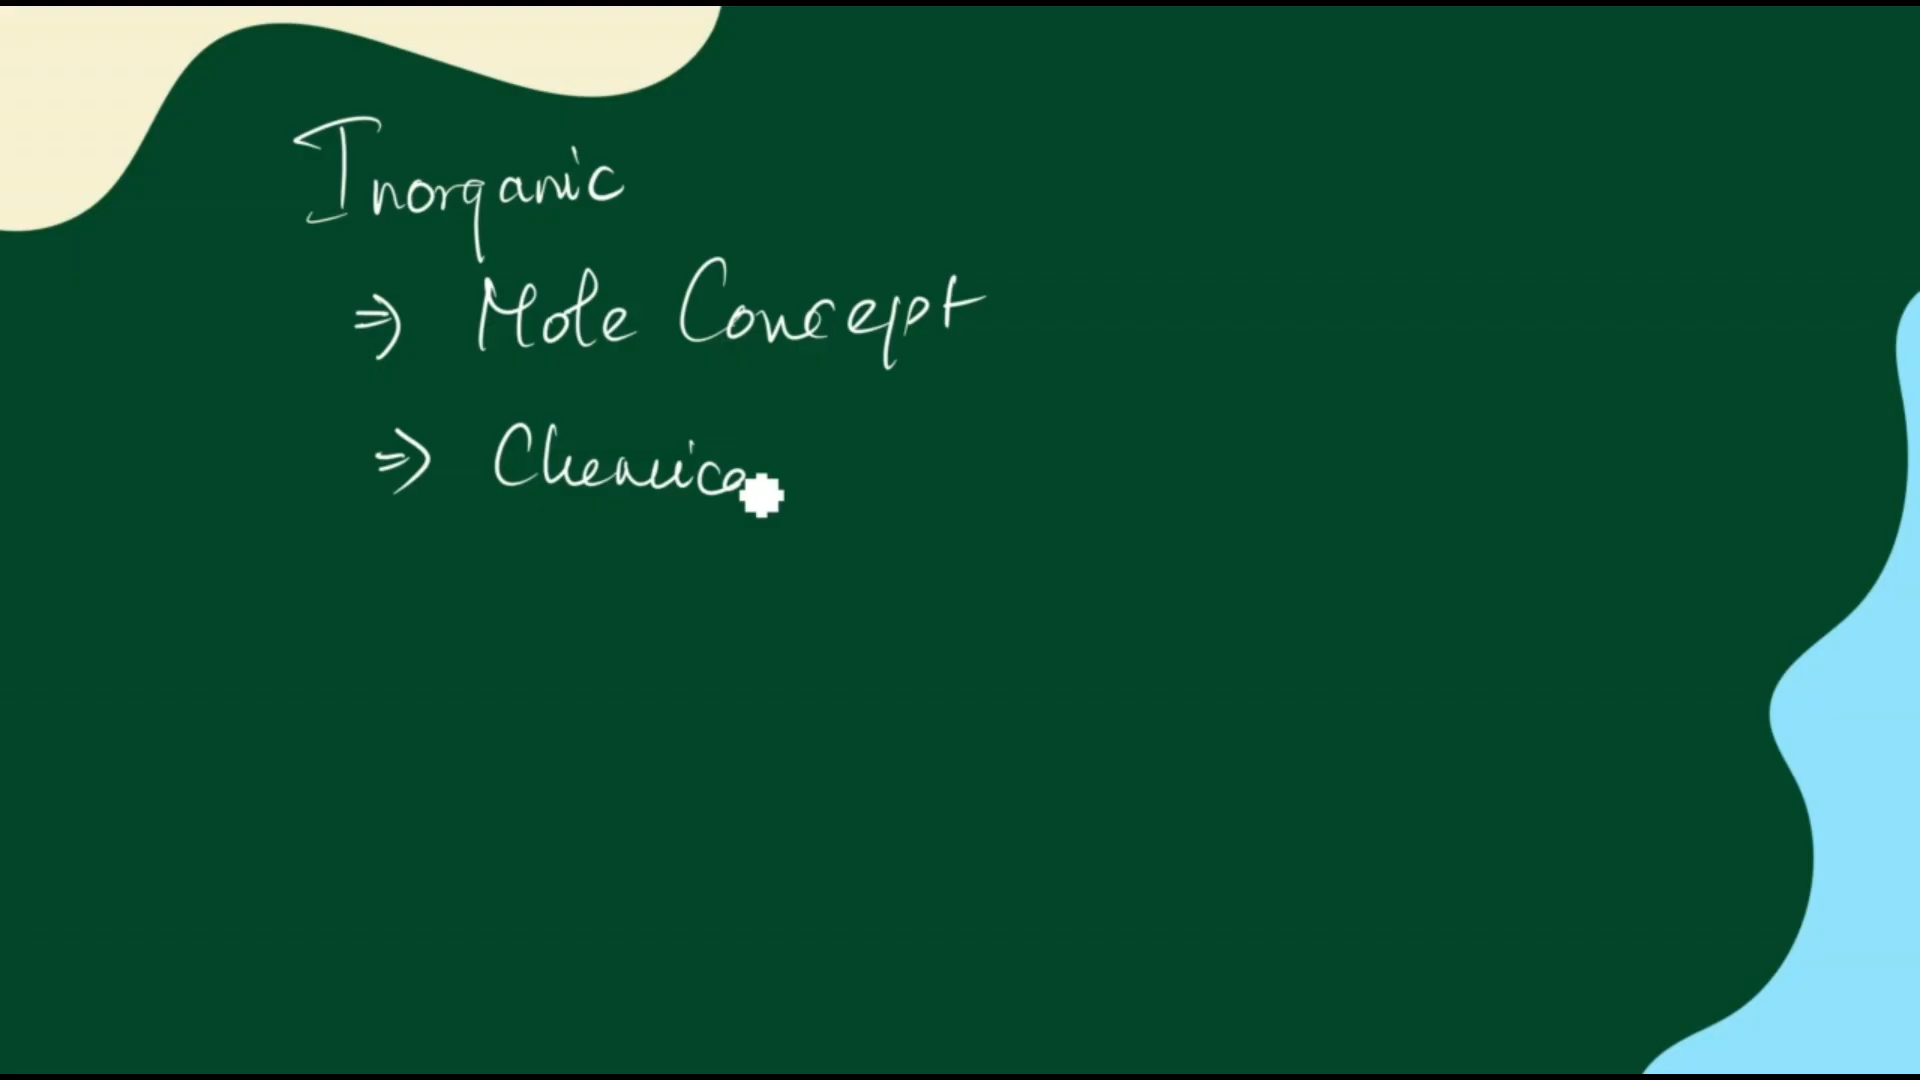 Inorganic
⇒ Mole Concept
⇒ Chemica